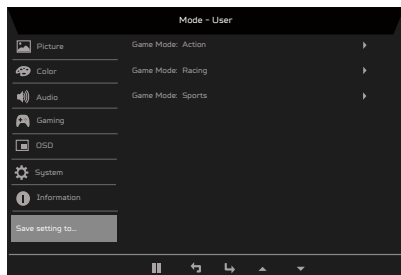 Mode - User
Picture
Game Mode: Action
Color
Game Mode: Racing
Audio
Game Mode: Sports
Gaming
OSD
System
Information
Save setting to...